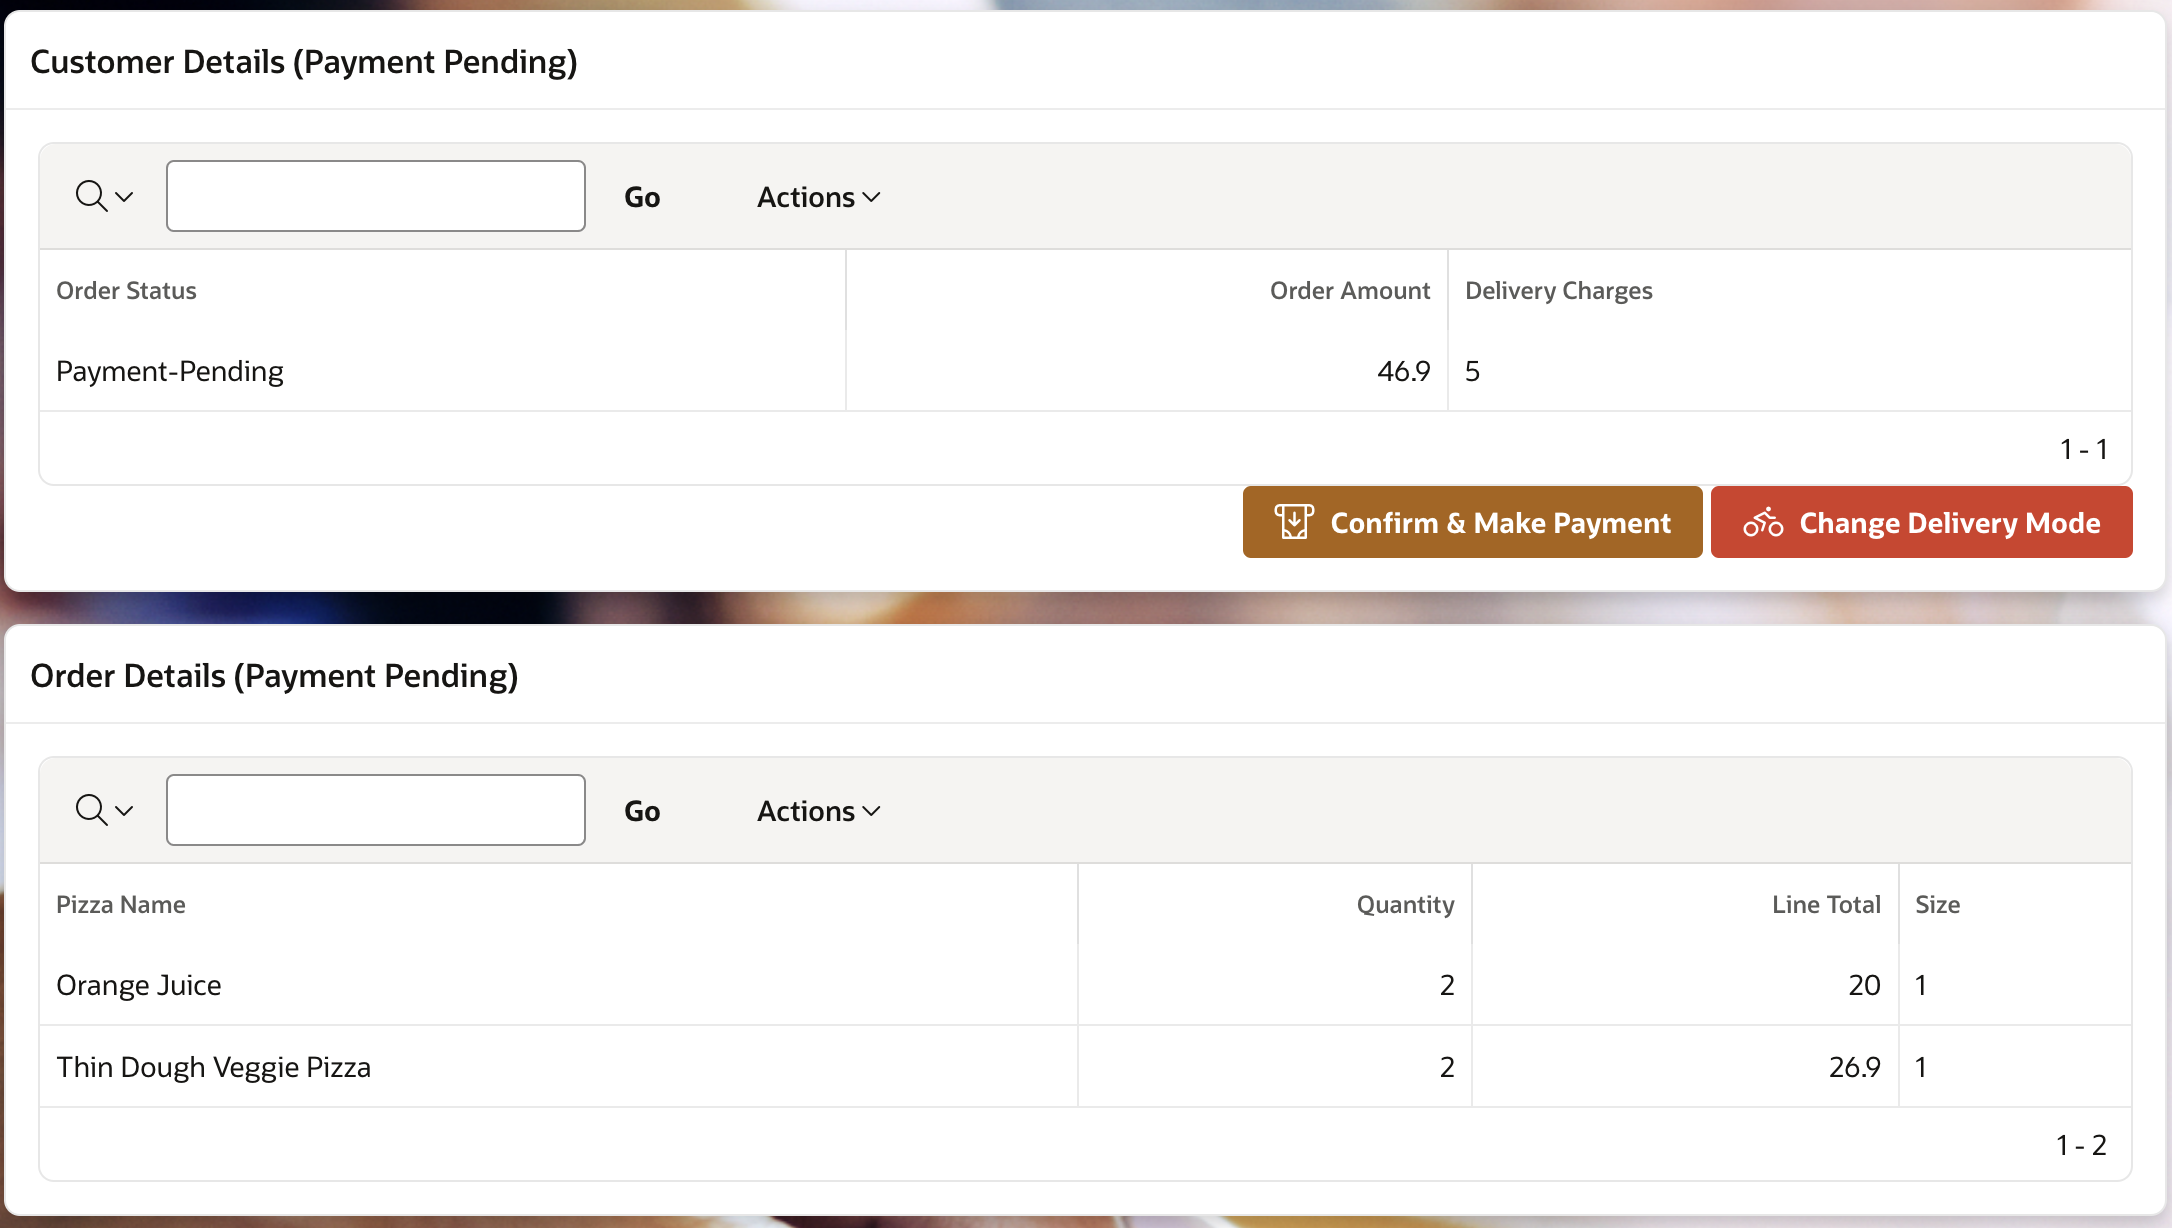 Customer Details (Payment Pending)
Go Actions
Order Status Order Amount Delivery Charges
Payment-Pending 46.9 5
1 - 1
Confirm & Make Payment Change Delivery Mode
Order Details (Payment Pending)
Go Actions
Pizza Name Quantity Line Total Size
Orange Juice 2 20 1
Thin Dough Veggie Pizza 2 26.9 1
1 - 2